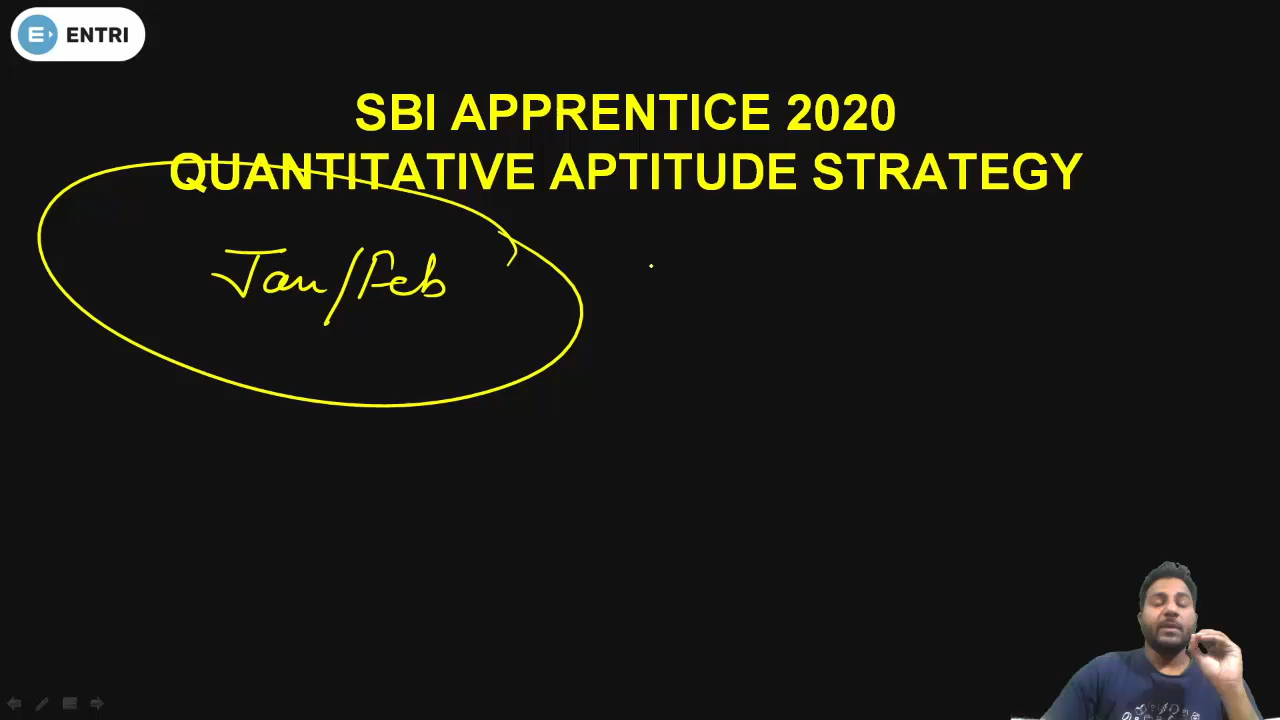 ENTRI
SBI APPRENTICE 2020
QUANTITATIVE APTITUDE STRATEGY
Jan/Feb